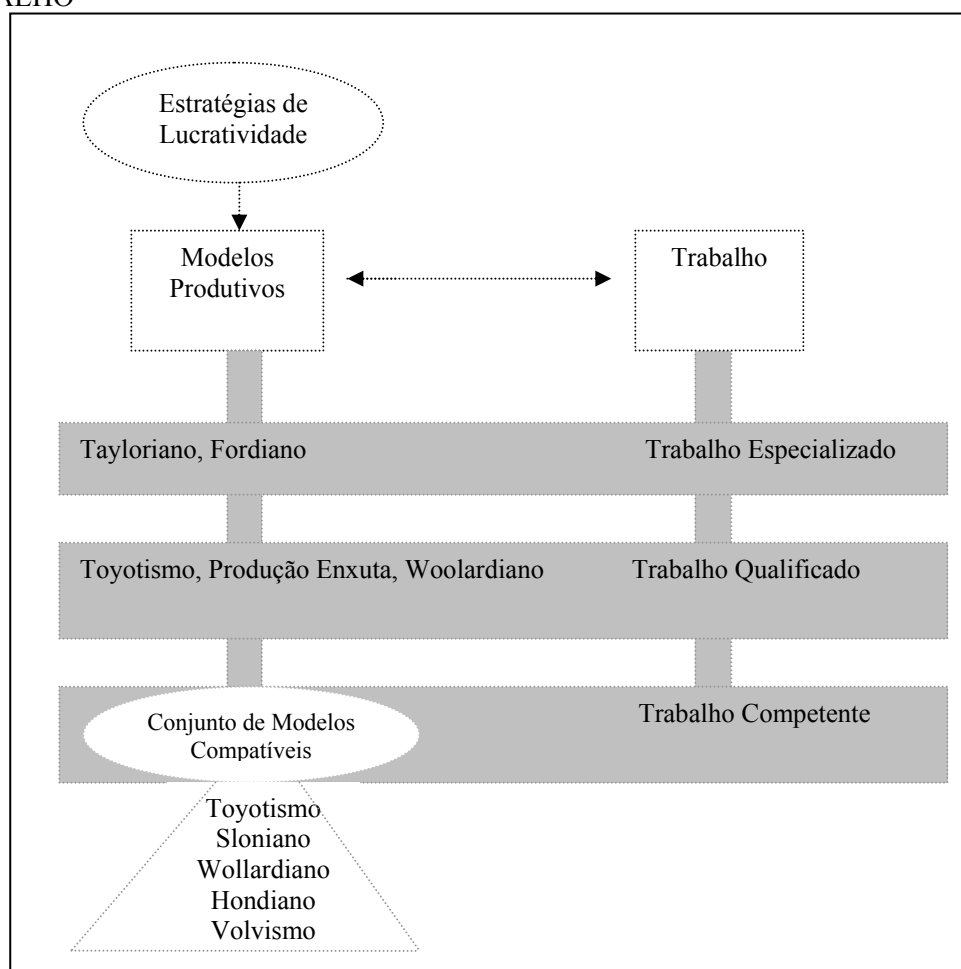 Estratégias de
Lucratividade
Modelos
Produtivos
Trabalho
Tayloriano, Fordiano
Trabalho Especializado
Toyotismo, Produção Enxuta, Woolardiano
Trabalho Qualificado
Conjunto de Modelos
Compatíveis
Trabalho Competente
Toyotismo
Sloniano
Wollardiano
Hondiano
Volvismo